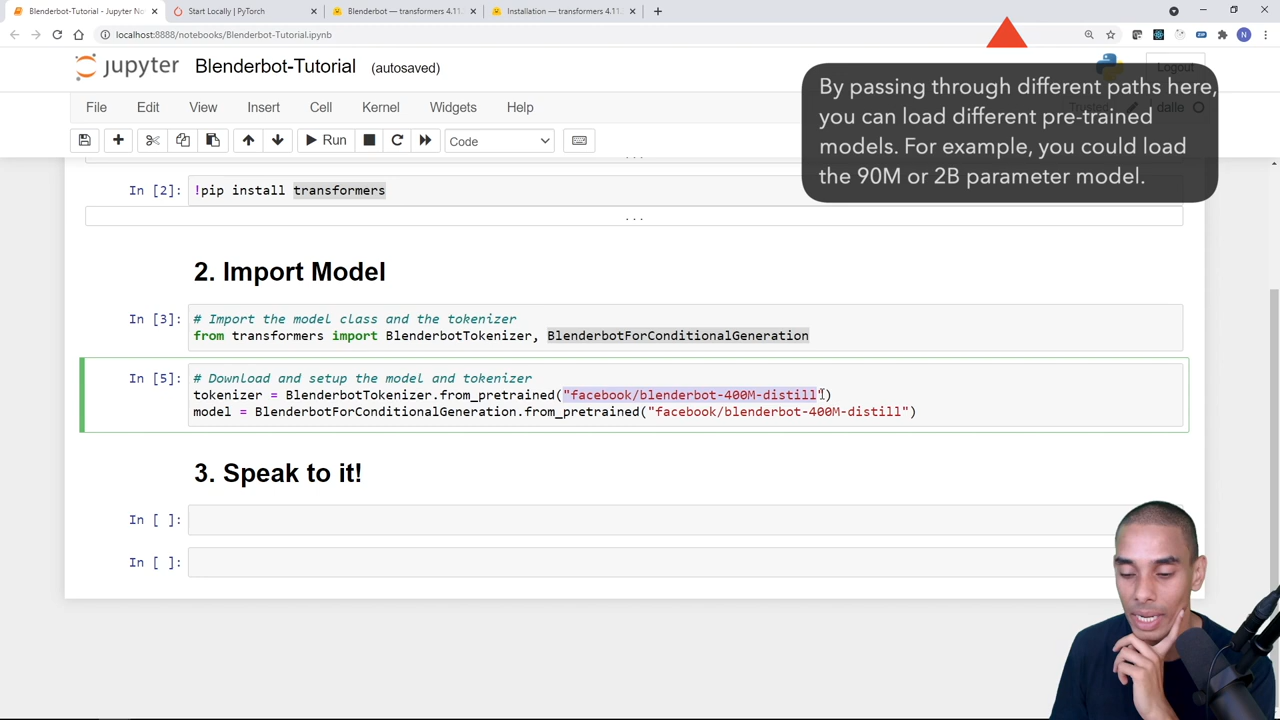 Blenderbot-Tutorial - Jupyter No
Start Locally | PyTorch
Blenderbot — transformers 4.11.
Installation — transformers 4.11.
localhost:8888/notebooks/Blenderbot-Tutorial.ipynb
N
jupyter
Blenderbot-Tutorial
(autosaved)
Logout
File
Edit
View
Insert
Cell
Kernel
Widgets
Help
Trusted
dalle
Run
Code
By passing through different paths here,
you can load different pre-trained
models. For example, you could load
the 90M or 2B parameter model.
...
In [2]:
!pip install transformers
...
2. Import Model
In [3]:
# Import the model class and the tokenizer
from transformers import BlenderbotTokenizer, BlenderbotForConditionalGeneration
In [5]:
# Download and setup the model and tokenizer
tokenizer = BlenderbotTokenizer.from_pretrained("facebook/blenderbot-400M-distill")
model = BlenderbotForConditionalGeneration.from_pretrained("facebook/blenderbot-400M-distill")
3. Speak to it!
In [ ]:
In [ ]: